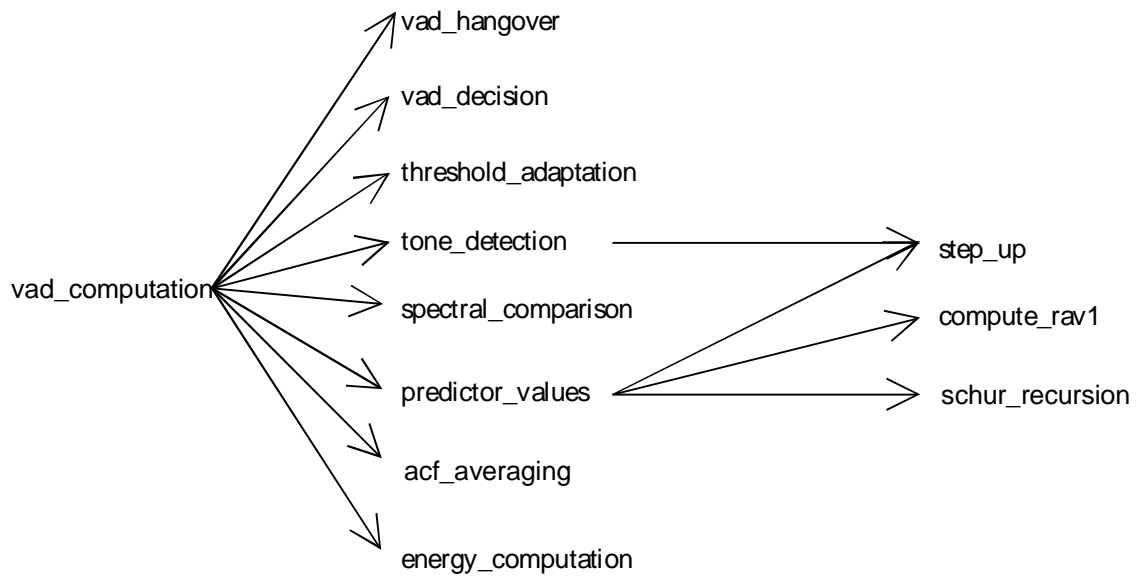 vad_hangover
vad_decision
threshold_adaptation
tone_detection
step_up
vad_computation
spectral_comparison
compute_rav1
predictor_values
schur_recursion
acf_averaging
energy_computation